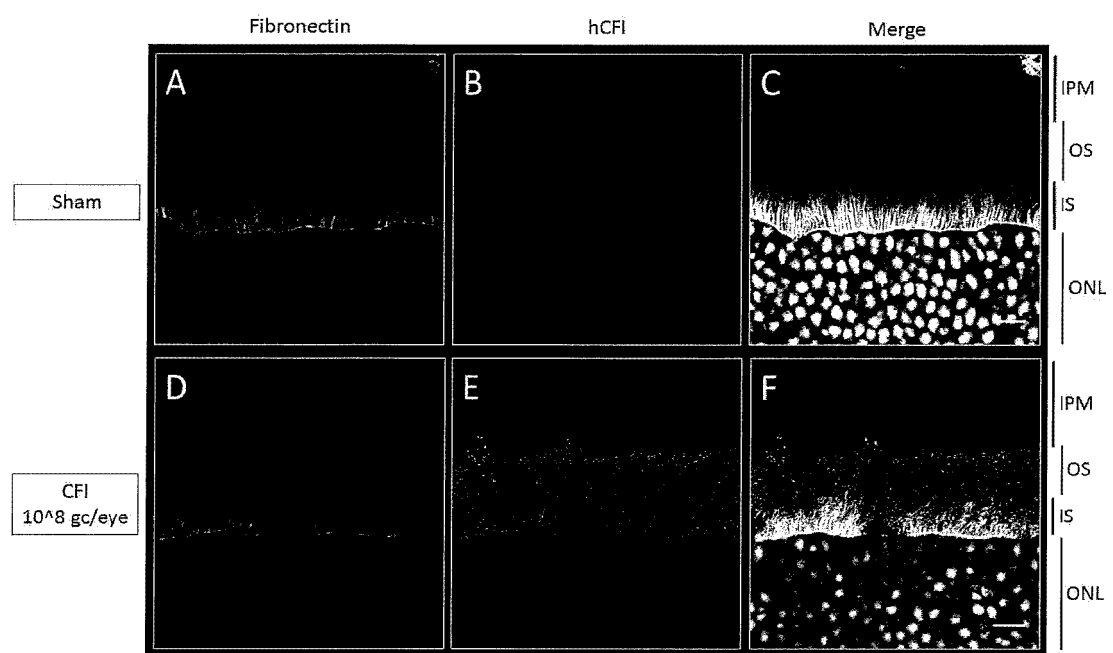 Fibronectin hCFI Merge
A B C
IPM
OS
Sham
IS
ONL
D E F
IPM
OS
CFI
10^8 gc/eye
IS
ONL